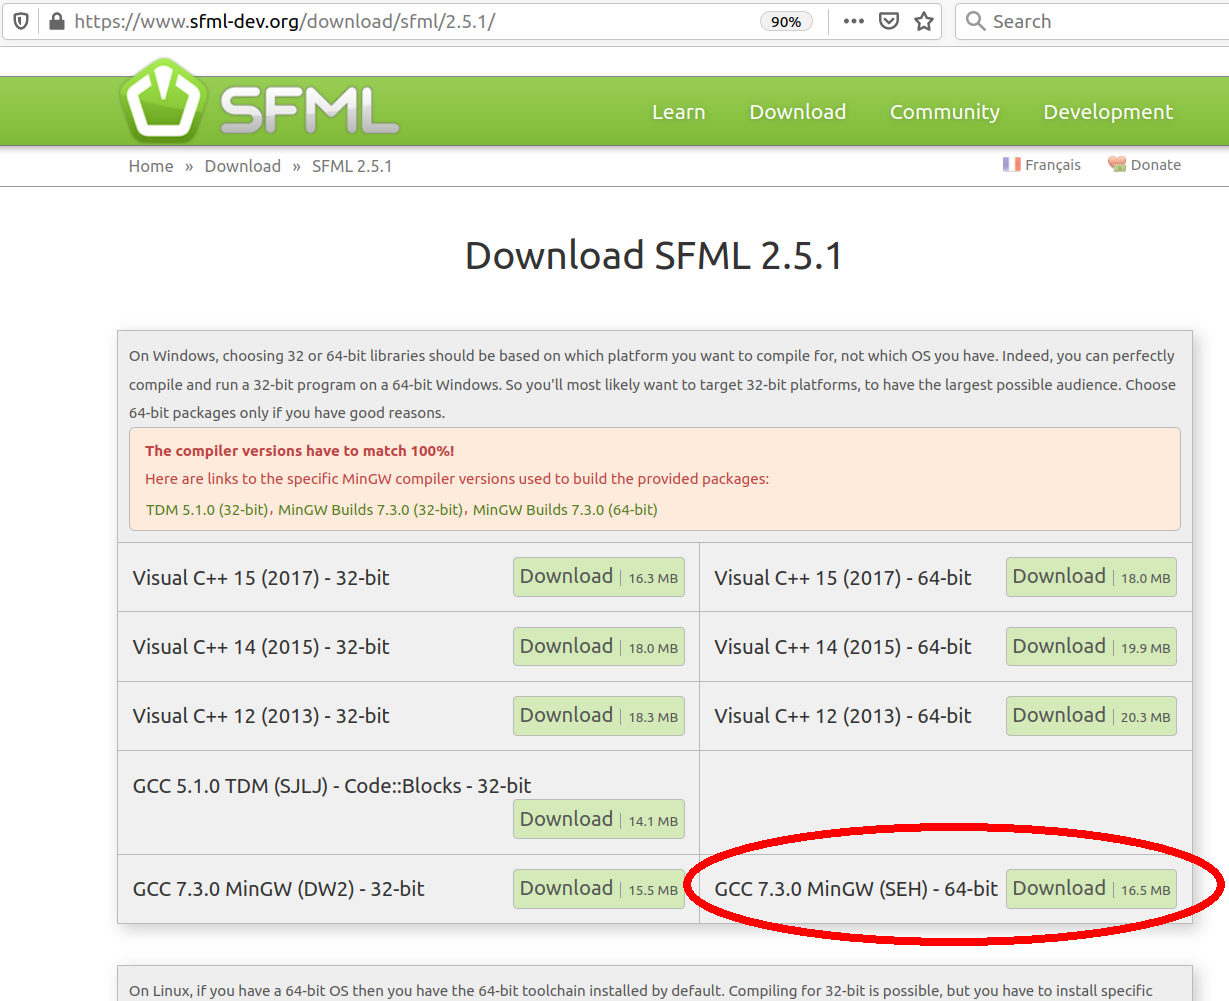 https://www.sfml-dev.org/download/sfml/2.5.1/ 90% Search
SFML Learn Download Community Development
Home » Download » SFML 2.5.1 Français Donate
Download SFML 2.5.1
On Windows, choosing 32 or 64-bit libraries should be based on which platform you want to compile for, not which OS you have. Indeed, you can perfectly
compile and run a 32-bit program on a 64-bit Windows. So you'll most likely want to target 32-bit platforms, to have the largest possible audience. Choose
64-bit packages only if you have good reasons.
The compiler versions have to match 100%!
Here are links to the specific MinGW compiler versions used to build the provided packages:
TDM 5.1.0 (32-bit), MinGW Builds 7.3.0 (32-bit), MinGW Builds 7.3.0 (64-bit)
Visual C++ 15 (2017) - 32-bit Download | 16.3 MB Visual C++ 15 (2017) - 64-bit Download | 18.0 MB
Visual C++ 14 (2015) - 32-bit Download | 18.0 MB Visual C++ 14 (2015) - 64-bit Download | 19.9 MB
Visual C++ 12 (2013) - 32-bit Download | 18.3 MB Visual C++ 12 (2013) - 64-bit Download | 20.3 MB
GCC 5.1.0 TDM (SJLJ) - Code::Blocks - 32-bit
Download | 14.1 MB
GCC 7.3.0 MinGW (DW2) - 32-bit Download | 15.5 MB GCC 7.3.0 MinGW (SEH) - 64-bit Download | 16.5 MB
On Linux, if you have a 64-bit OS then you have the 64-bit toolchain installed by default. Compiling for 32-bit is possible, but you have to install specific